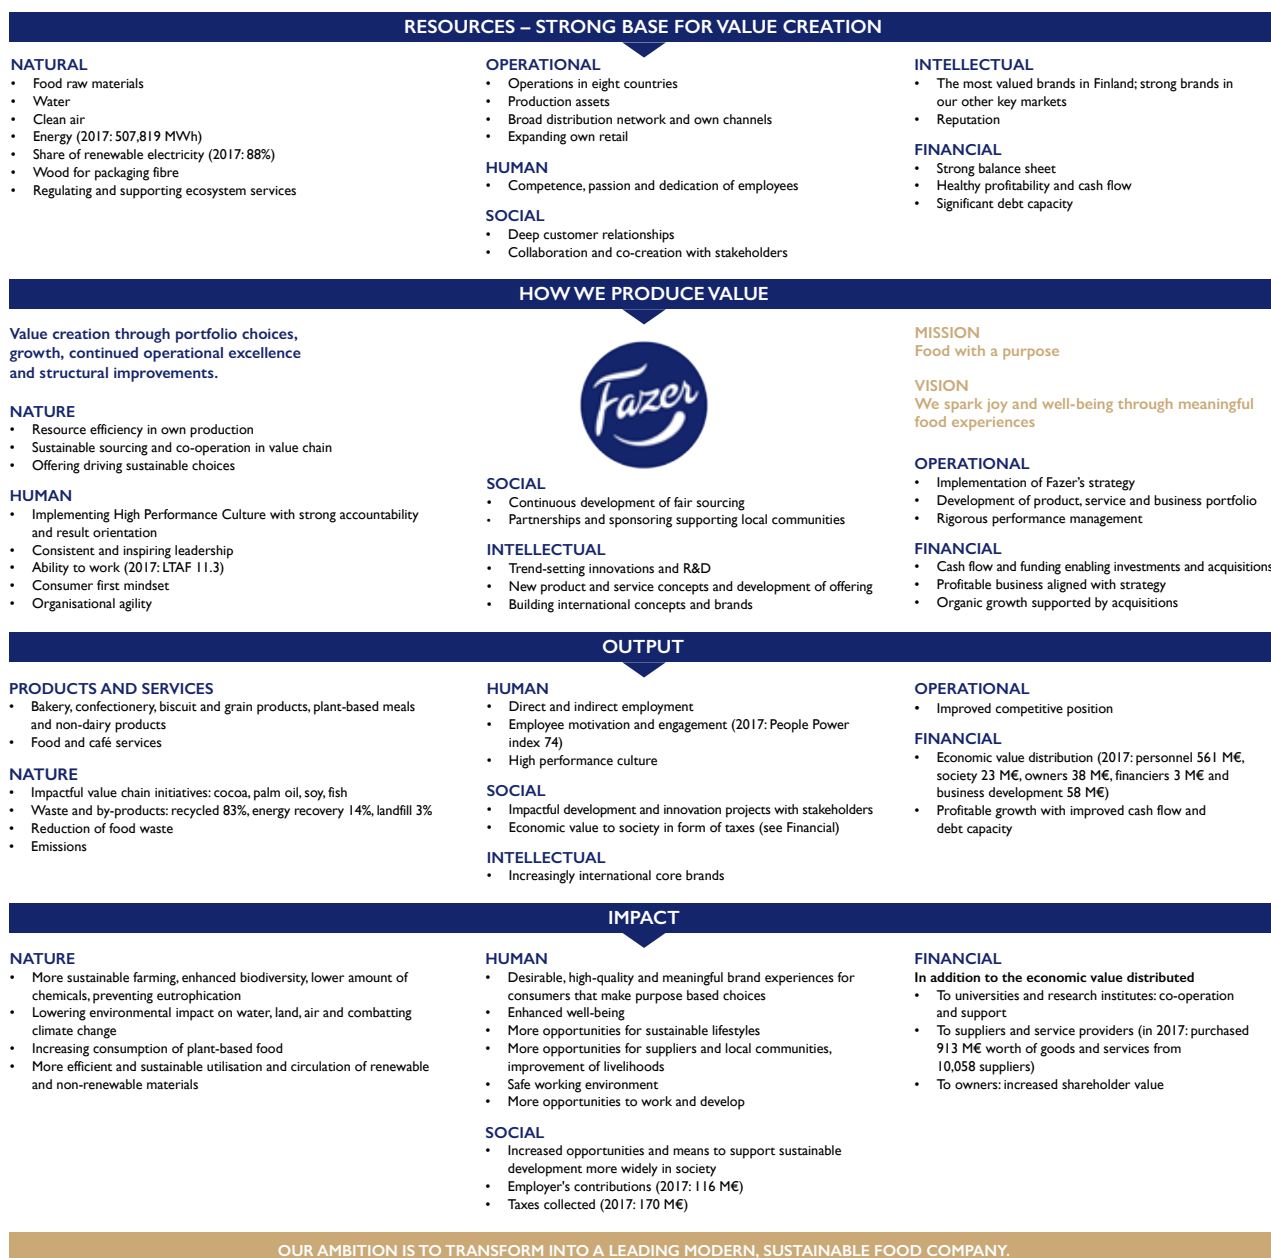 RESOURCES – STRONG BASE FOR VALUE CREATION
NATURAL
• Food raw materials
• Water
• Clean air
• Energy (2017: 507,819 MWh)
• Share of renewable electricity (2017: 88%)
• Wood for packaging fibre
• Regulating and supporting ecosystem services
OPERATIONAL
• Operations in eight countries
• Production assets
• Broad distribution network and own channels
• Expanding own retail
HUMAN
• Competence, passion and dedication of employees
SOCIAL
• Deep customer relationships
• Collaboration and co-creation with stakeholders
INTELLECTUAL
• The most valued brands in Finland; strong brands in
our other key markets
• Reputation
FINANCIAL
• Strong balance sheet
• Healthy profitability and cash flow
• Significant debt capacity
HOW WE PRODUCE VALUE
Value creation through portfolio choices,
growth, continued operational excellence
and structural improvements.
NATURE
• Resource efficiency in own production
• Sustainable sourcing and co-operation in value chain
• Offering driving sustainable choices
HUMAN
• Implementing High Performance Culture with strong accountability
and result orientation
• Consistent and inspiring leadership
• Ability to work (2017: LTAF 11.3)
• Consumer first mindset
• Organisational agility
Fazer
SOCIAL
• Continuous development of fair sourcing
• Partnerships and sponsoring supporting local communities
INTELLECTUAL
• Trend-setting innovations and R&D
• New product and service concepts and development of offering
• Building international concepts and brands
MISSION
Food with a purpose
VISION
We spark joy and well-being through meaningful
food experiences
OPERATIONAL
• Implementation of Fazer's strategy
• Development of product, service and business portfolio
• Rigorous performance management
FINANCIAL
• Cash flow and funding enabling investments and acquisitions
• Profitable business aligned with strategy
• Organic growth supported by acquisitions
OUTPUT
PRODUCTS AND SERVICES
• Bakery, confectionery, biscuit and grain products, plant-based meals
and non-dairy products
• Food and café services
NATURE
• Impactful value chain initiatives: cocoa, palm oil, soy, fish
• Waste and by-products: recycled 83%, energy recovery 14%, landfill 3%
• Reduction of food waste
• Emissions
HUMAN
• Direct and indirect employment
• Employee motivation and engagement (2017: People Power
index 74)
• High performance culture
SOCIAL
• Impactful development and innovation projects with stakeholders
• Economic value to society in form of taxes (see Financial)
INTELLECTUAL
• Increasingly international core brands
OPERATIONAL
• Improved competitive position
FINANCIAL
• Economic value distribution (2017: personnel 561 M€,
society 23 M€, owners 38 M€, financiers 3 M€ and
business development 58 M€)
• Profitable growth with improved cash flow and
debt capacity
IMPACT
NATURE
• More sustainable farming, enhanced biodiversity, lower amount of
chemicals, preventing eutrophication
• Lowering environmental impact on water, land, air and combatting
climate change
• Increasing consumption of plant-based food
• More efficient and sustainable utilisation and circulation of renewable
and non-renewable materials
HUMAN
• Desirable, high-quality and meaningful brand experiences for
consumers that make purpose based choices
• Enhanced well-being
• More opportunities for sustainable lifestyles
• More opportunities for suppliers and local communities,
improvement of livelihoods
• Safe working environment
• More opportunities to work and develop
SOCIAL
• Increased opportunities and means to support sustainable
development more widely in society
• Employer's contributions (2017: 116 M€)
• Taxes collected (2017: 170 M€)
FINANCIAL
In addition to the economic value distributed
• To universities and research institutes: co-operation
and support
• To suppliers and service providers (in 2017: purchased
913 M€ worth of goods and services from
10,058 suppliers)
• To owners: increased shareholder value
OUR AMBITION IS TO TRANSFORM INTO A LEADING MODERN, SUSTAINABLE FOOD COMPANY.